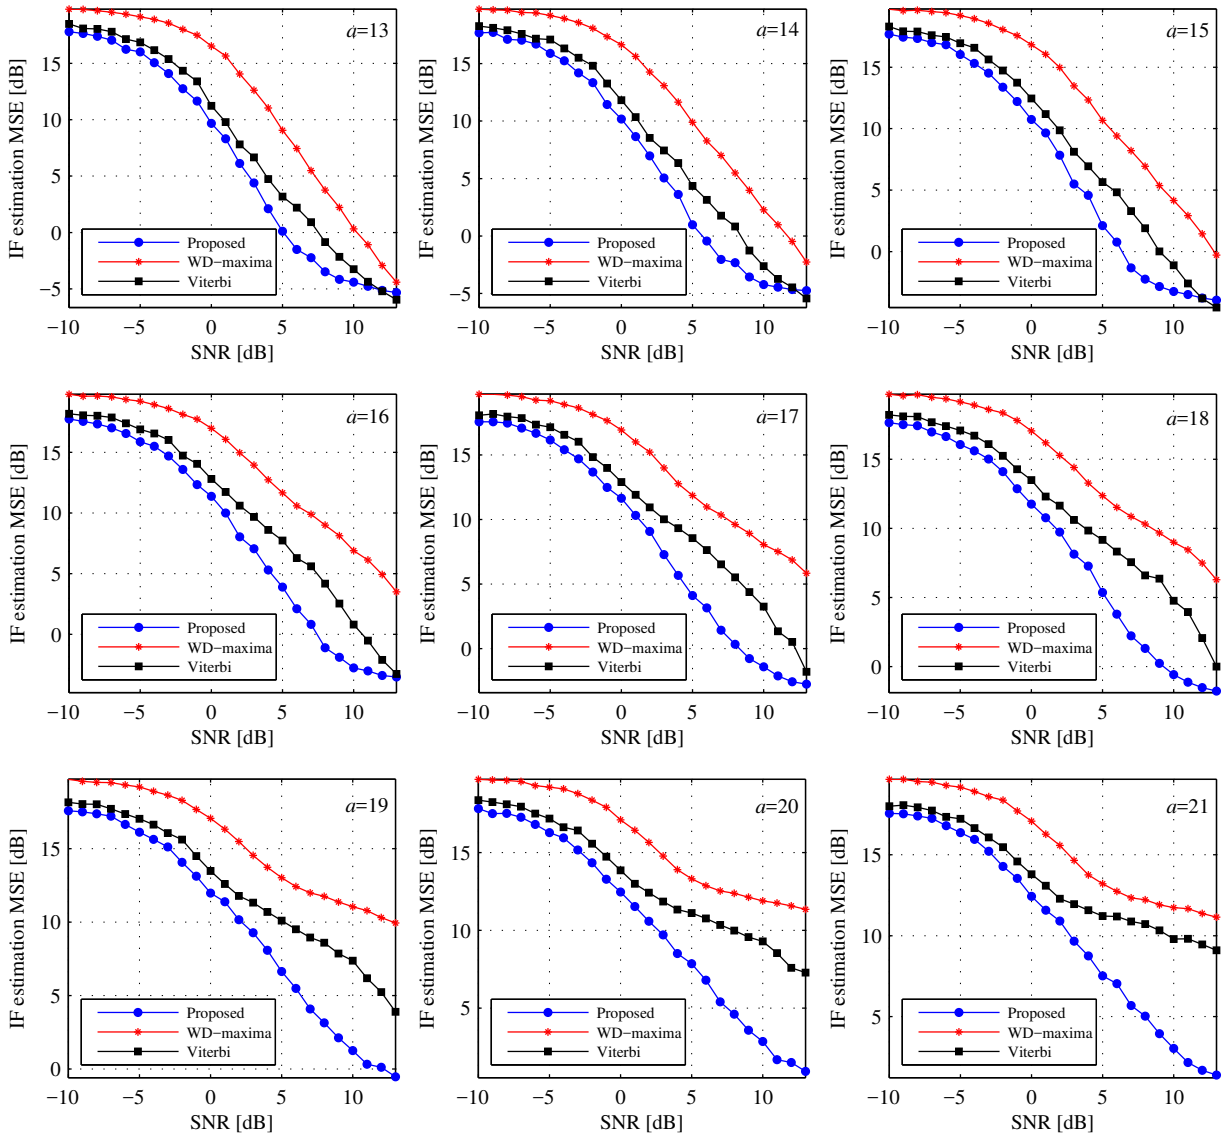 a=13
IF estimation MSE [dB]
15
10
5
0
−5
Proposed
WD−maxima
Viterbi
−10 −5 0 5 10
SNR [dB]
a=14
IF estimation MSE [dB]
15
10
5
0
−5
Proposed
WD−maxima
Viterbi
−10 −5 0 5 10
SNR [dB]
a=15
IF estimation MSE [dB]
15
10
5
0
Proposed
WD−maxima
Viterbi
−10 −5 0 5 10
SNR [dB]
a=16
IF estimation MSE [dB]
15
10
5
0
Proposed
WD−maxima
Viterbi
−10 −5 0 5 10
SNR [dB]
a=17
IF estimation MSE [dB]
15
10
5
0
Proposed
WD−maxima
Viterbi
−10 −5 0 5 10
SNR [dB]
a=18
IF estimation MSE [dB]
15
10
5
0
Proposed
WD−maxima
Viterbi
−10 −5 0 5 10
SNR [dB]
a=19
IF estimation MSE [dB]
15
10
5
0
Proposed
WD−maxima
Viterbi
−10 −5 0 5 10
SNR [dB]
a=20
IF estimation MSE [dB]
15
10
5
Proposed
WD−maxima
Viterbi
−10 −5 0 5 10
SNR [dB]
a=21
IF estimation MSE [dB]
15
10
5
Proposed
WD−maxima
Viterbi
−10 −5 0 5 10
SNR [dB]